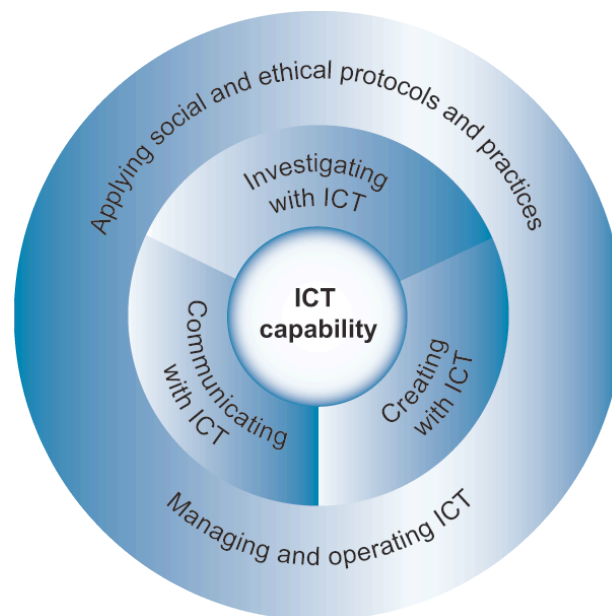 Applying social and ethical protocols and practices
Investigating
with ICT
ICT
capability
Communicating
with ICT
Creating
with ICT
Managing and operating ICT